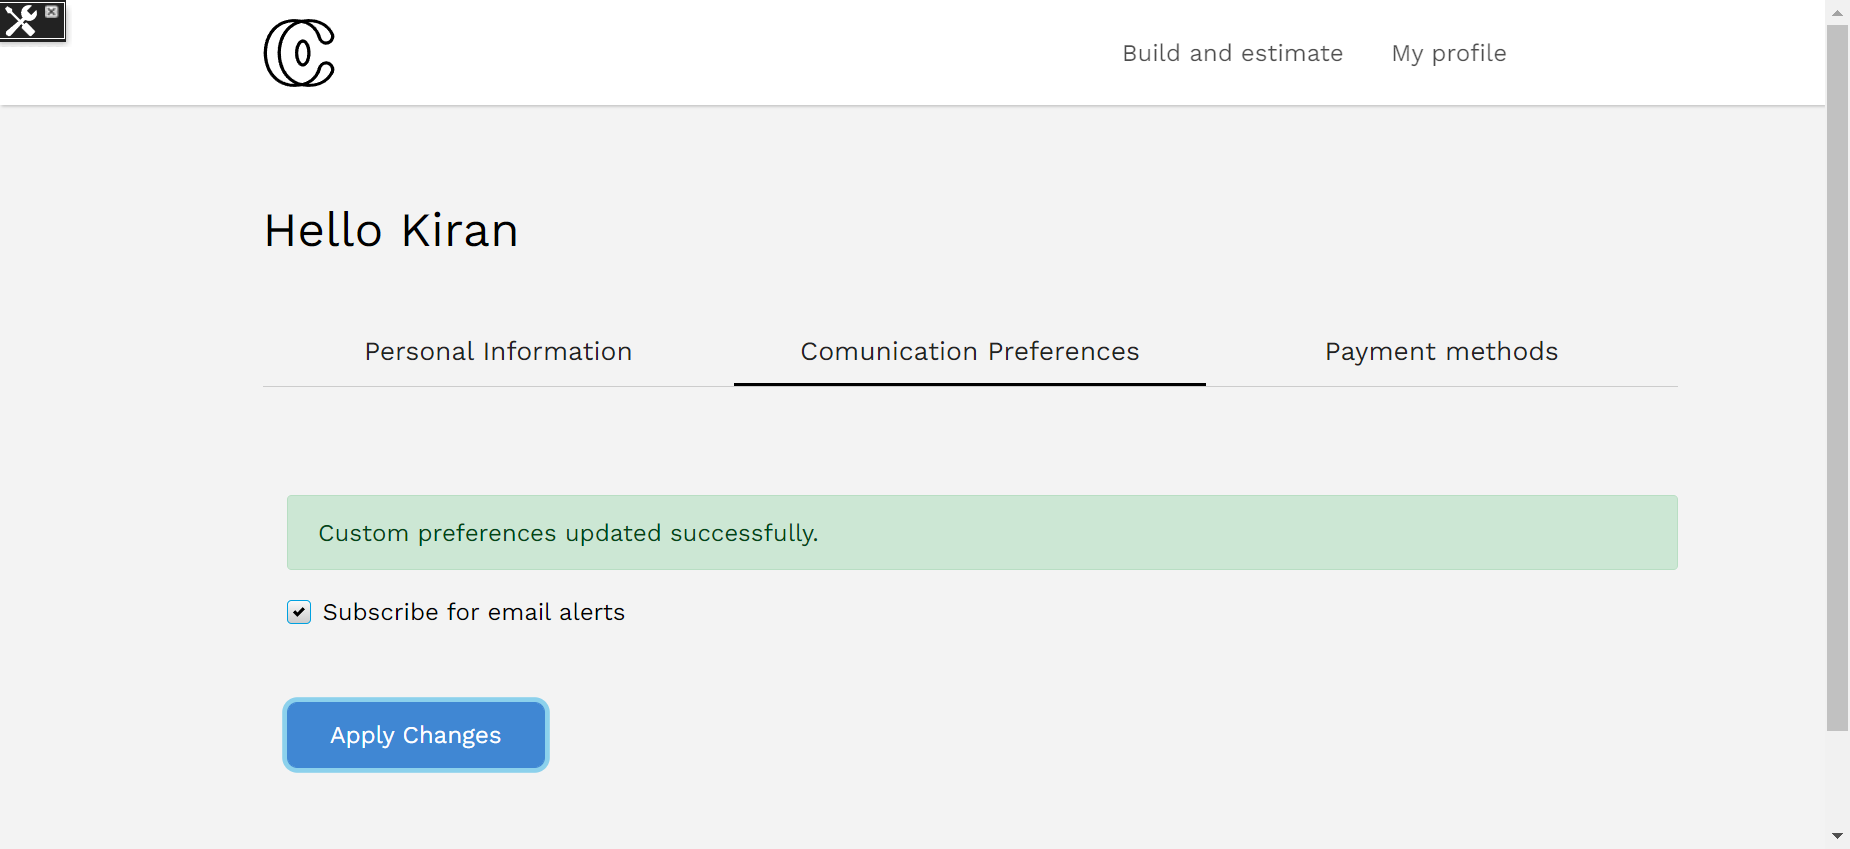 Build and estimate My profile
Hello Kiran
Personal Information Comunication Preferences Payment methods
Custom preferences updated successfully.
Subscribe for email alerts
Apply Changes